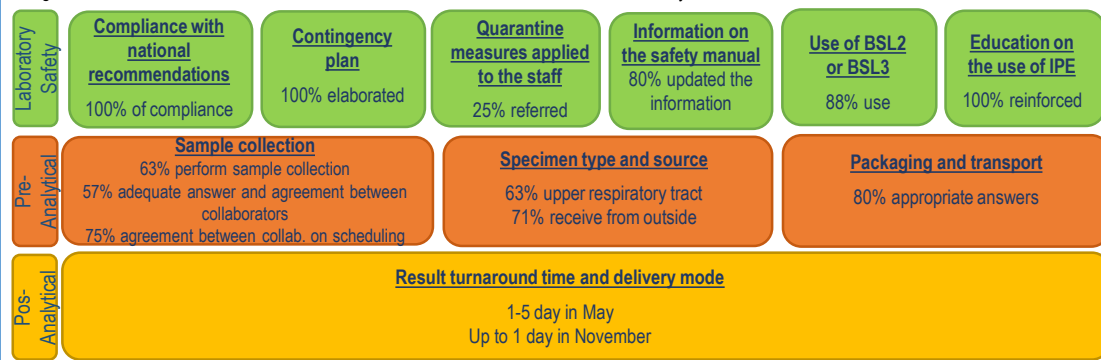 Laboratory
Safety
Compliance with
national
recommendations
100% of compliance
Contingency
plan
100% elaborated
Quarantine
measures applied
to the staff
25% referred
Information on
the safety manual
80% updated the
information
Use of BSL2
or BSL3
88% use
Education on
the use of IPE
100% reinforced
Pre-
Analytical
Sample collection
63% perform sample collection
57% adequate answer and agreement between
collaborators
75% agreement between collab. on scheduling
Specimen type and source
63% upper respiratory tract
71% receive from outside
Packaging and transport
80% appropriate answers
Pos-
Analytical
Result turnaround time and delivery mode
1-5 day in May
Up to 1 day in November